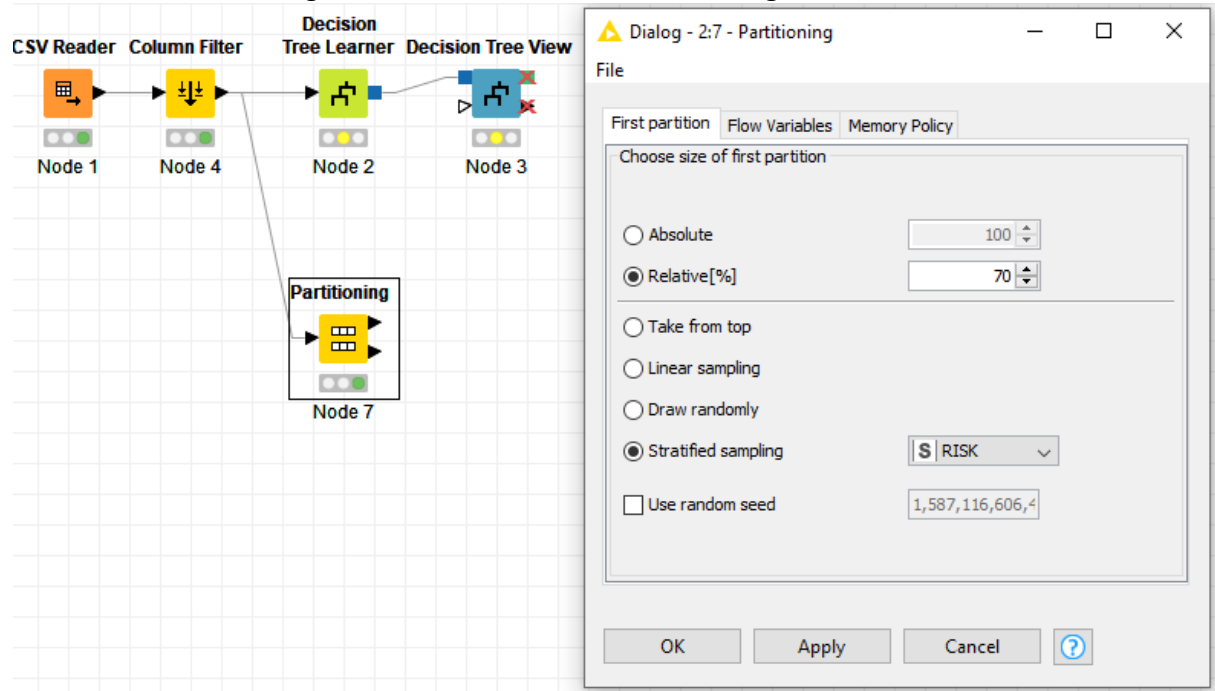 Decision
CSV Reader Column Filter Tree Learner Decision Tree View
Node 1 Node 4 Node 2 Node 3
Partitioning
Node 7
Dialog - 2:7 - Partitioning
File
First partition Flow Variables Memory Policy
Choose size of first partition
Absolute 100
Relative[%] 70
Take from top
Linear sampling
Draw randomly
Stratified sampling S RISK
Use random seed 1,587,116,606,4
OK Apply Cancel ?